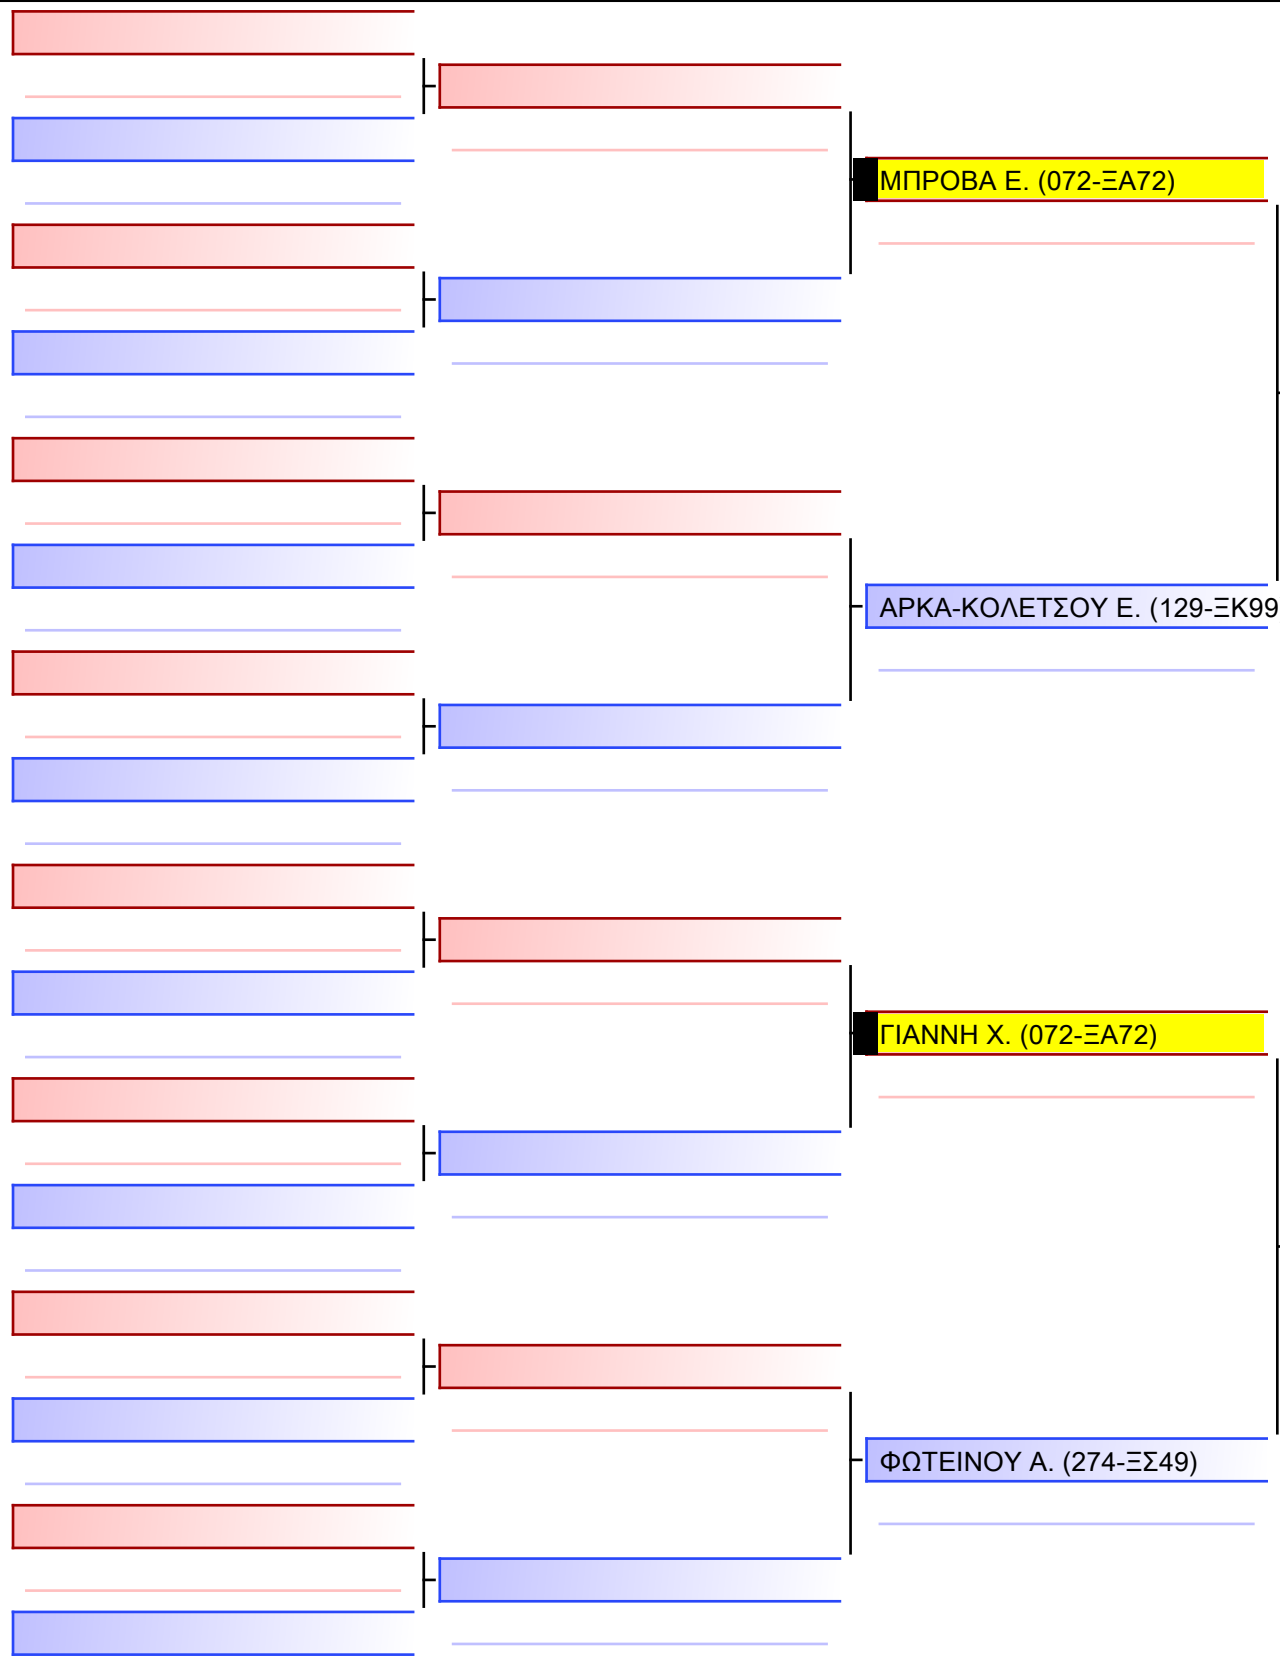 ΜΠΡΟΒΑ Ε. (072-ΞΑ72)
ΑΡΚΑ-ΚΟΛΕΤΣΟΥ Ε. (129-ΞΚ99
ΓΙΑΝΝΗ Χ. (072-ΞΑ72)
ΦΩΤΕΙΝΟΥ Α. (274-ΞΣ49)